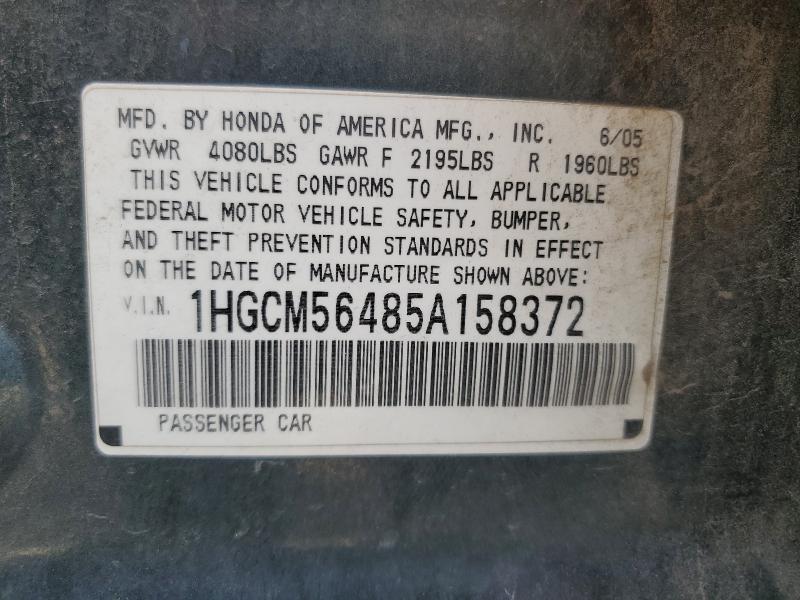 MFD. BY HONDA OF AMERICA MFG., INC. 6/05
GVWR 4080LBS GAWR F 2195LBS R 1960LBS
THIS VEHICLE CONFORMS TO ALL APPLICABLE
FEDERAL MOTOR VEHICLE SAFETY, BUMPER,
AND THEFT PREVENTION STANDARDS IN EFFECT
ON THE DATE OF MANUFACTURE SHOWN ABOVE:
V.I.N. 1HGCM56485A158372
PASSENGER CAR